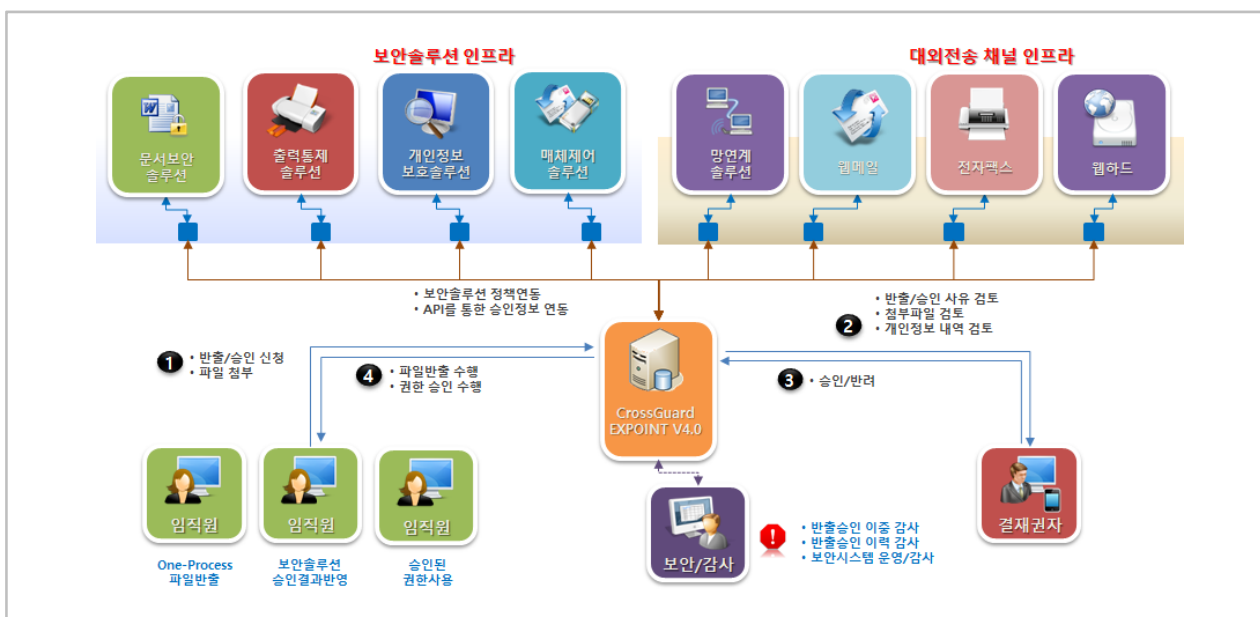 보안솔루션 인프라
대외전송 채널 인프라
문서보안
솔루션
출력통제
솔루션
개인정보
보호솔루션
매체제어
솔루션
망연계
솔루션
웹메일
전자팩스
웹하드
• 보안솔루션 정책연동
• API를 통한 승인정보 연동
2
• 반출/승인 사유 검토
• 첨부파일 검토
• 개인정보 내역 검토
1
• 반출/승인 신청
• 파일 첨부
4
• 파일반출 수행
• 권한 승인 수행
3
• 승인/반려
CrossGuard
EXPOINT V4.0
임직원
임직원
임직원
One-Process
파일반출
보안솔루션
승인결과반영
승인된
권한사용
보안/감사
!
• 반출승인 이중 감사
• 반출승인 이력 감사
• 보안시스템 운영/감사
결재권자